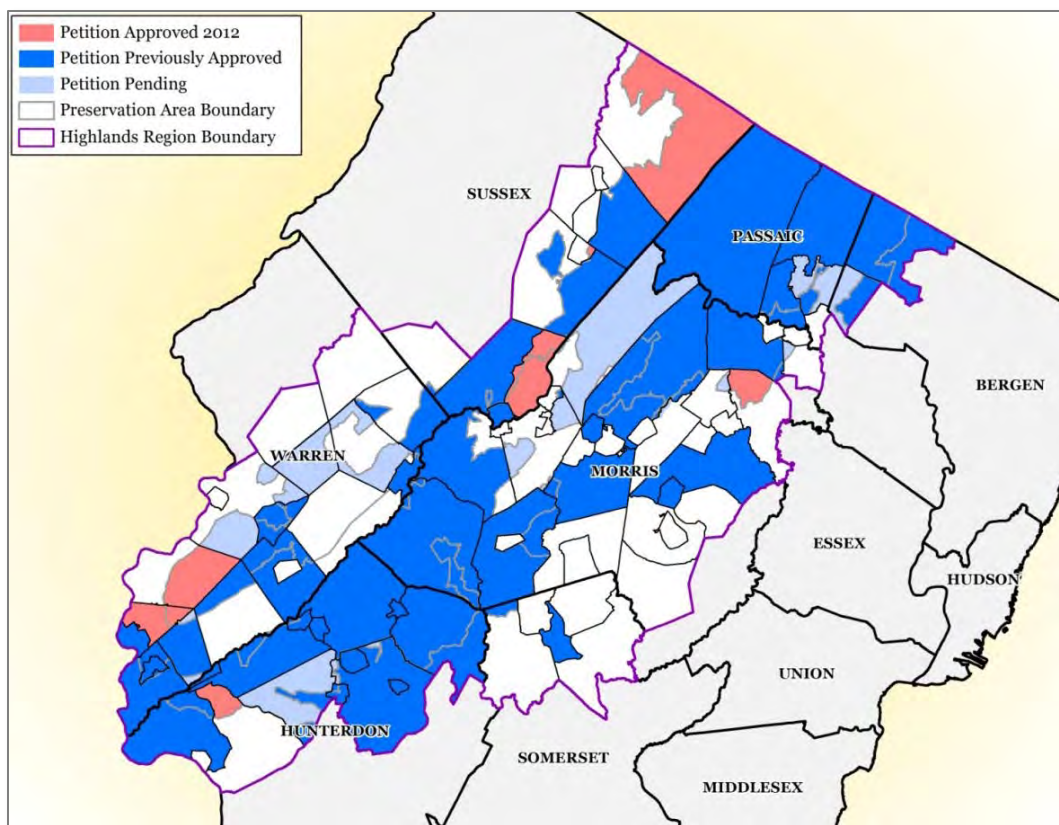 Petition Approved 2012
Petition Previously Approved
Petition Pending
Preservation Area Boundary
Highlands Region Boundary
SUSSEX
PASSAIC
BERGEN
WARREN
MORRIS
ESSEX
HUDSON
UNION
HUNTERDON
SOMERSET
MIDDLESEX